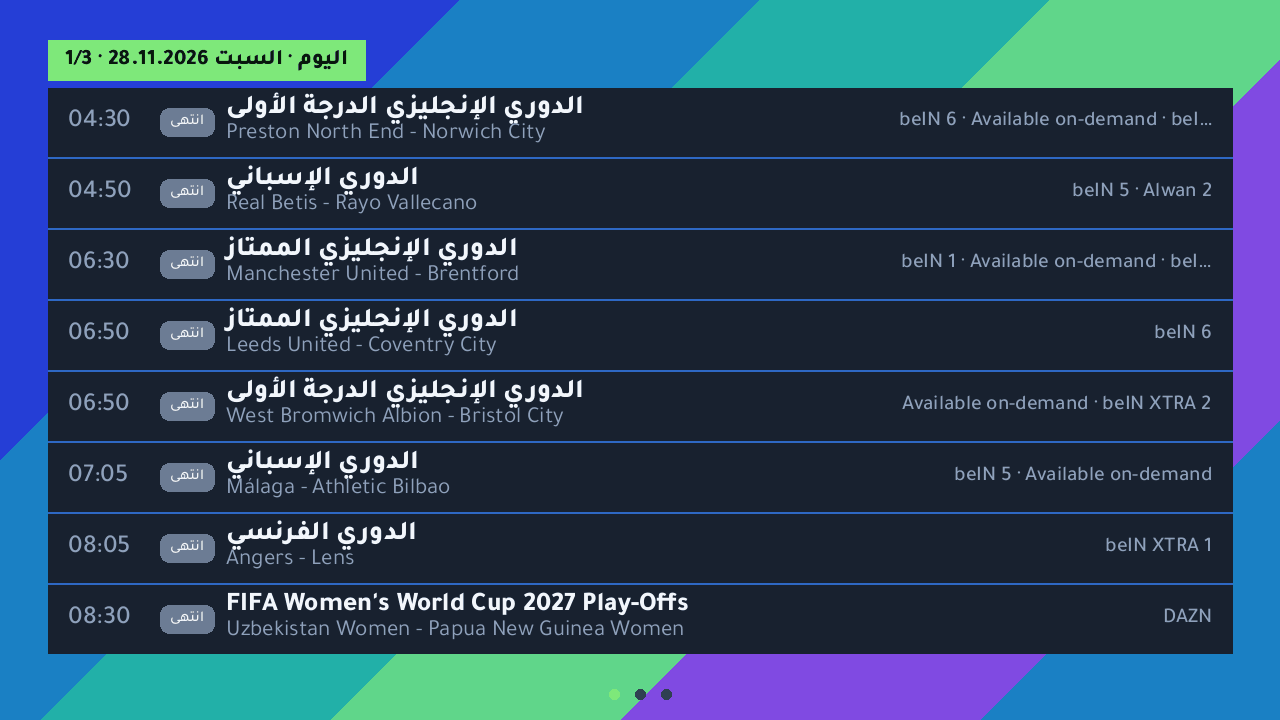 اليوم · السبت 28.11.2026 · 1/3
04:30
انتهى
الدوري الإنجليزي الدرجة الأولى
Preston North End - Norwich City
beIN 6 · Available on-demand · beI…
04:50
انتهى
الدوري الإسباني
Real Betis - Rayo Vallecano
beIN 5 · Alwan 2
06:30
انتهى
الدوري الإنجليزي الممتاز
Manchester United - Brentford
beIN 1 · Available on-demand · beI…
06:50
انتهى
الدوري الإنجليزي الممتاز
Leeds United - Coventry City
beIN 6
06:50
انتهى
الدوري الإنجليزي الدرجة الأولى
West Bromwich Albion - Bristol City
Available on-demand · beIN XTRA 2
07:05
انتهى
الدوري الإسباني
Málaga - Athletic Bilbao
beIN 5 · Available on-demand
08:05
انتهى
الدوري الفرنسي
Angers - Lens
beIN XTRA 1
08:30
انتهى
FIFA Women's World Cup 2027 Play-Offs
Uzbekistan Women - Papua New Guinea Women
DAZN